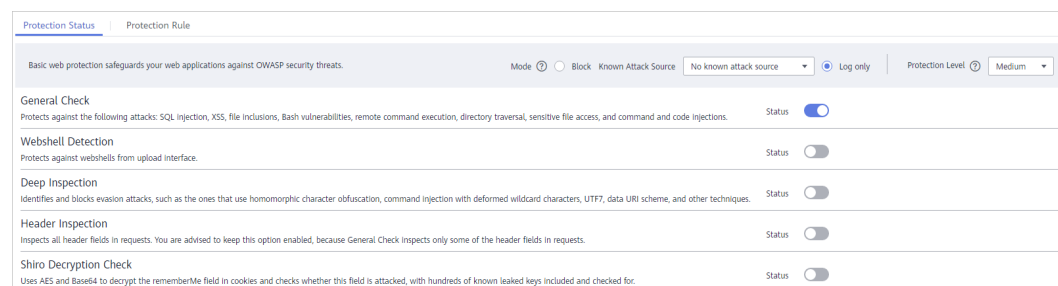 Protection Status Protection Rule
Basic web protection safeguards your web applications against OWASP security threats. Mode ? Block Known Attack Source No known attack source Log only Protection Level ? Medium
General Check
Protects against the following attacks: SQL injection, XSS, file inclusions, Bash vulnerabilities, remote command execution, directory traversal, sensitive file access, and command and code injections. Status
Webshell Detection
Protects against webshells from upload interface. Status
Deep Inspection
Identifies and blocks evasion attacks, such as the ones that use homomorphic character obfuscation, command injection with deformed wildcard characters, UTF7, data URI scheme, and other techniques. Status
Header Inspection
Inspects all header fields in requests. You are advised to keep this option enabled, because General Check inspects only some of the header fields in requests. Status
Shiro Decryption Check
Uses AES and Base64 to decrypt the rememberMe field in cookies and checks whether this field is attacked, with hundreds of known leaked keys included and checked for. Status